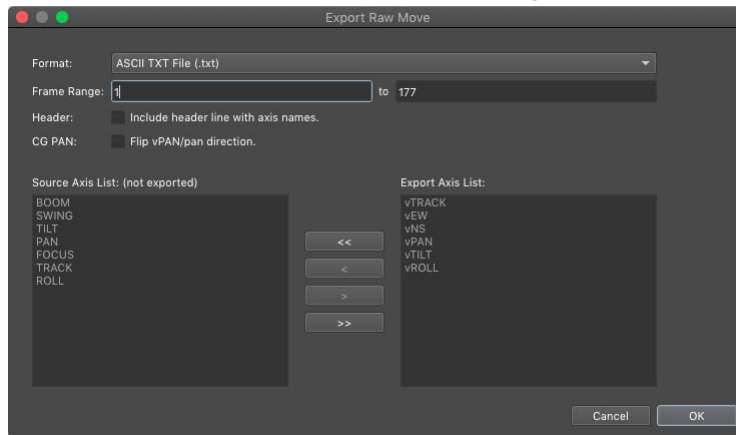 Export Raw Move
Format: ASCII TXT File (.txt)
Frame Range: 1 to 177
Header: Include header line with axis names.
CG PAN: Flip vPAN/pan direction.
Source Axis List: (not exported)
BOOM
SWING
TILT
PAN
FOCUS
TRACK
ROLL
<<
<
>
>>
Export Axis List:
vTRACK
vEW
vNS
vPAN
vTILT
vROLL
Cancel OK